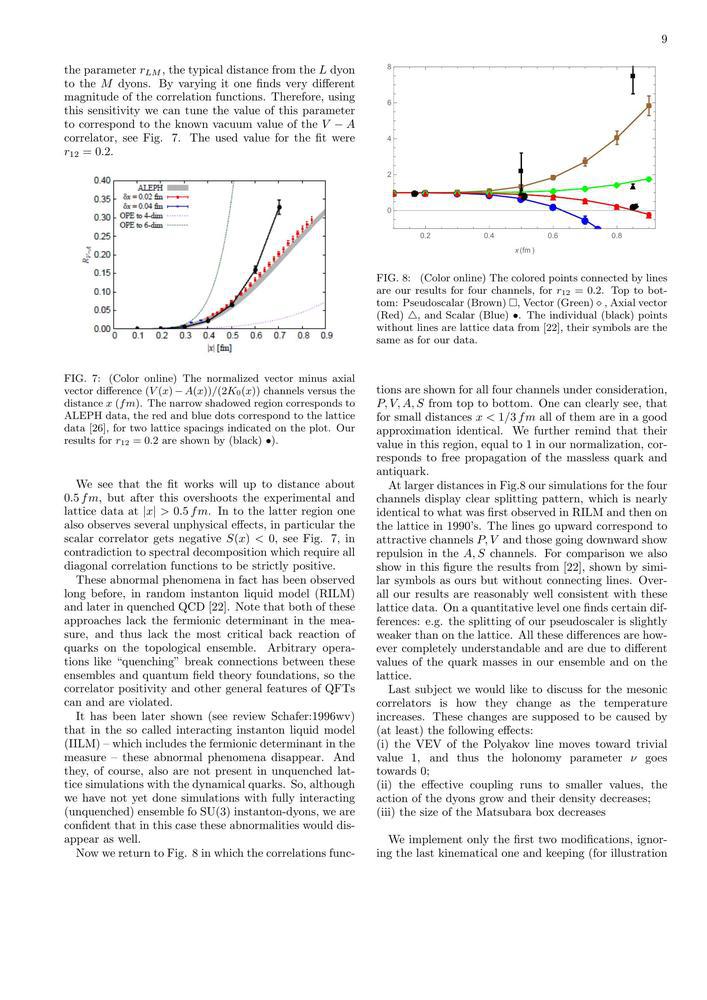 9
the parameter r_{LM}, the typical distance from the L dyon
to the M dyons. By varying it one finds very different
magnitude of the correlation functions. Therefore, using
this sensitivity we can tune the value of this parameter
to correspond to the known vacuum value of the V − A
correlator, see Fig. 7. The used value for the fit were
r_{12} = 0.2.
0.40
0.35
0.30
0.25
0.20
0.15
0.10
0.05
0.00
R_{V-A}
ALEPH
δx = 0.02 fm
δx = 0.04 fm
OPE to 4-dim
OPE to 6-dim
0 0.1 0.2 0.3 0.4 0.5 0.6 0.7 0.8 0.9
|x| [fm]
FIG. 7: (Color online) The normalized vector minus axial
vector difference (V(x) − A(x))/(2K_0(x)) channels versus the
distance x (fm). The narrow shadowed region corresponds to
ALEPH data, the red and blue dots correspond to the lattice
data [26], for two lattice spacings indicated on the plot. Our
results for r_{12} = 0.2 are shown by (black) •).
We see that the fit works will up to distance about
0.5 fm, but after this overshoots the experimental and
lattice data at |x| > 0.5 fm. In to the latter region one
also observes several unphysical effects, in particular the
scalar correlator gets negative S(x) < 0, see Fig. 7, in
contradiction to spectral decomposition which require all
diagonal correlation functions to be strictly positive.
These abnormal phenomena in fact has been observed
long before, in random instanton liquid model (RILM)
and later in quenched QCD [22]. Note that both of these
approaches lack the fermionic determinant in the mea-
sure, and thus lack the most critical back reaction of
quarks on the topological ensemble. Arbitrary opera-
tions like "quenching" break connections between these
ensembles and quantum field theory foundations, so the
correlator positivity and other general features of QFTs
can and are violated.
It has been later shown (see review Schafer:1996wv)
that in the so called interacting instanton liquid model
(IILM) – which includes the fermionic determinant in the
measure – these abnormal phenomena disappear. And
they, of course, also are not present in unquenched lat-
tice simulations with the dynamical quarks. So, although
we have not yet done simulations with fully interacting
(unquenched) ensemble fo SU(3) instanton-dyons, we are
confident that in this case these abnormalities would dis-
appear as well.
Now we return to Fig. 8 in which the correlations func-
8
6
4
2
0
0.2 0.4 0.6 0.8
x(fm)
FIG. 8: (Color online) The colored points connected by lines
are our results for four channels, for r_{12} = 0.2. Top to bot-
tom: Pseudoscalar (Brown) □, Vector (Green) ⋄ , Axial vector
(Red) △, and Scalar (Blue) •. The individual (black) points
without lines are lattice data from [22], their symbols are the
same as for our data.
tions are shown for all four channels under consideration,
P, V, A, S from top to bottom. One can clearly see, that
for small distances x < 1/3 fm all of them are in a good
approximation identical. We further remind that their
value in this region, equal to 1 in our normalization, cor-
responds to free propagation of the massless quark and
antiquark.
At larger distances in Fig.8 our simulations for the four
channels display clear splitting pattern, which is nearly
identical to what was first observed in RILM and then on
the lattice in 1990's. The lines go upward correspond to
attractive channels P, V and those going downward show
repulsion in the A, S channels. For comparison we also
show in this figure the results from [22], shown by simi-
lar symbols as ours but without connecting lines. Over-
all our results are reasonably well consistent with these
lattice data. On a quantitative level one finds certain dif-
ferences: e.g. the splitting of our pseudoscaler is slightly
weaker than on the lattice. All these differences are how-
ever completely understandable and are due to different
values of the quark masses in our ensemble and on the
lattice.
Last subject we would like to discuss for the mesonic
correlators is how they change as the temperature
increases. These changes are supposed to be caused by
(at least) the following effects:
(i) the VEV of the Polyakov line moves toward trivial
value 1, and thus the holonomy parameter ν goes
towards 0;
(ii) the effective coupling runs to smaller values, the
action of the dyons grow and their density decreases;
(iii) the size of the Matsubara box decreases
We implement only the first two modifications, ignor-
ing the last kinematical one and keeping (for illustration